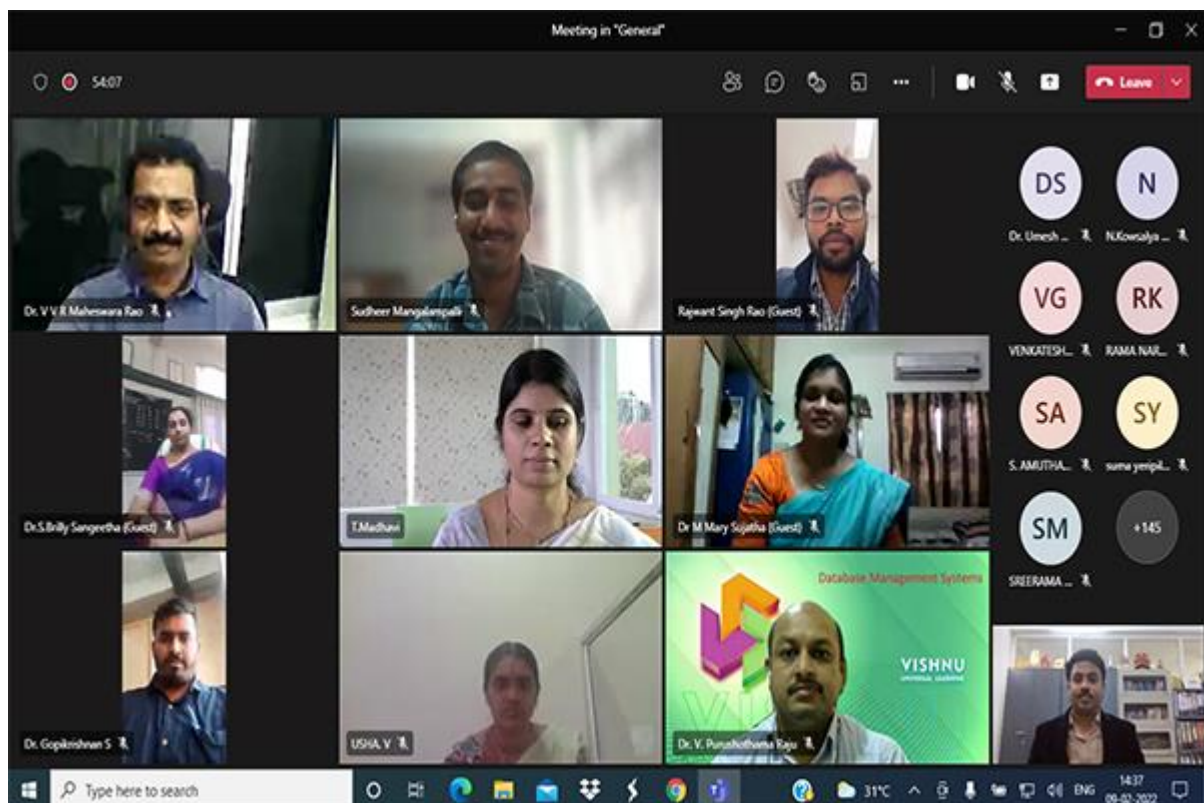 Meeting in "General"
54:07
Leave
Dr. V V R Maheswara Rao
Sudheer Mangalampalli
Rajwant Singh Rao (Guest)
DS
N
Dr. Umesh ...
N.Kowsalya ...
VG
RK
VENKATESH...
RAMA NAR...
Dr.S.Brilly Sangeetha (Guest)
T.Madhavi
Dr M Mary Sujatha (Guest)
SA
SY
S. AMUTHA...
suma yeripil...
SM
+145
SREERAMA ...
Dr. Gopikrishnan S
USHA. V
Database Management Systems
VISHNU
UNIVERSAL LEARNING
Dr. V. Purushothama Raju
Type here to search
31°C
ENG
14:37
09-02-2022